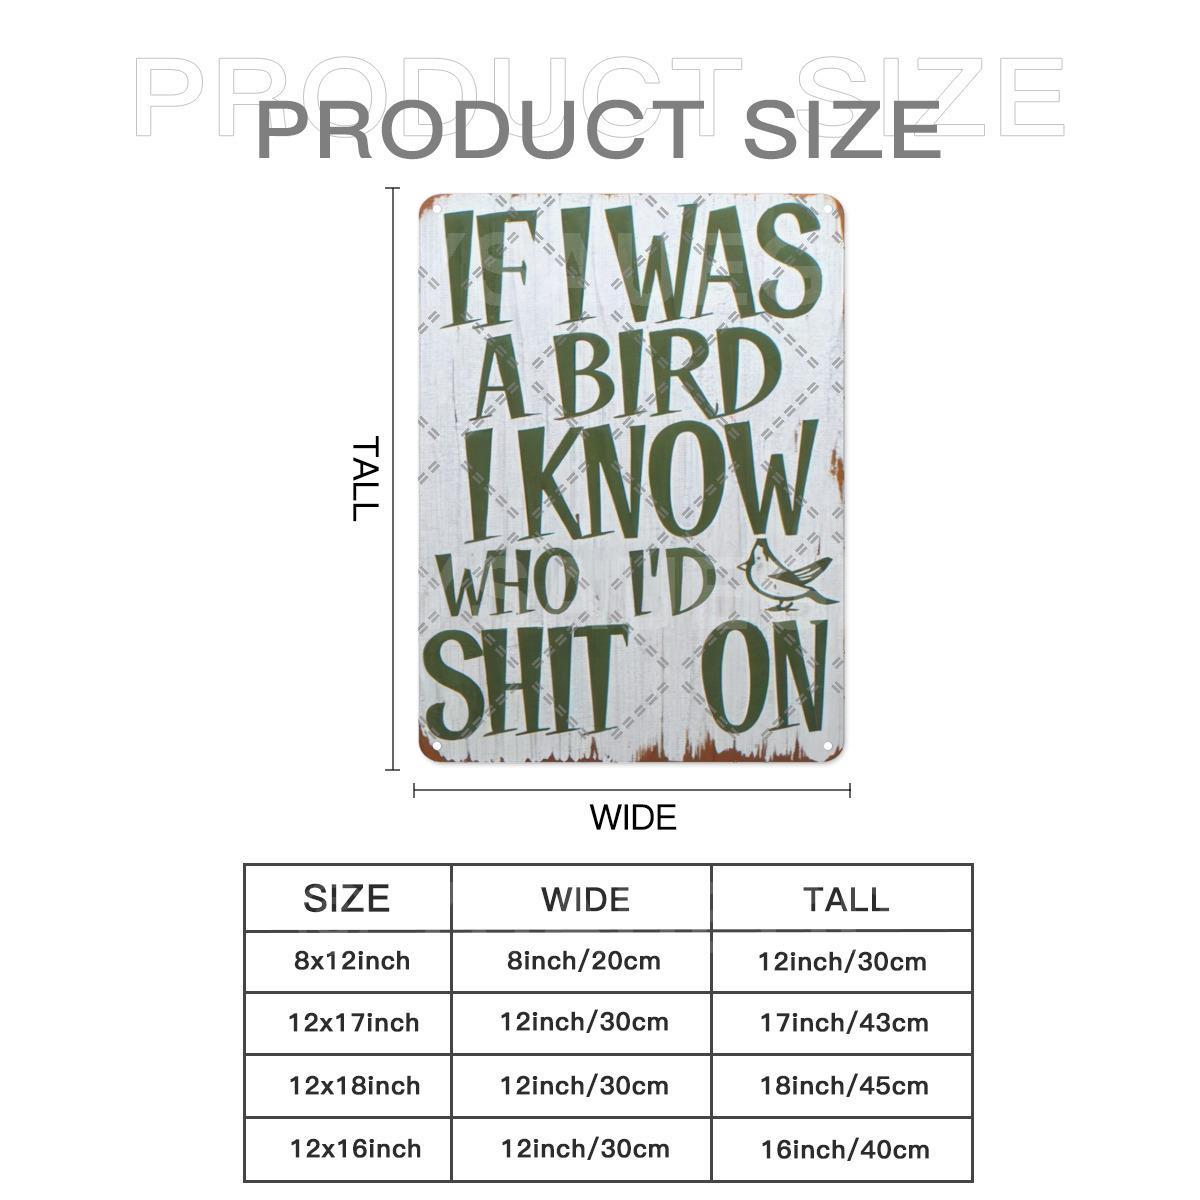 PRODUCT SIZE
PRODUCT SIZE
TALL
IF I WAS
A BIRD
I KNOW
WHO I'D
SHIT ON
WIDE
SIZE WIDE TALL
8x12inch 8inch/20cm 12inch/30cm
12x17inch 12inch/30cm 17inch/43cm
12x18inch 12inch/30cm 18inch/45cm
12x16inch 12inch/30cm 16inch/40cm